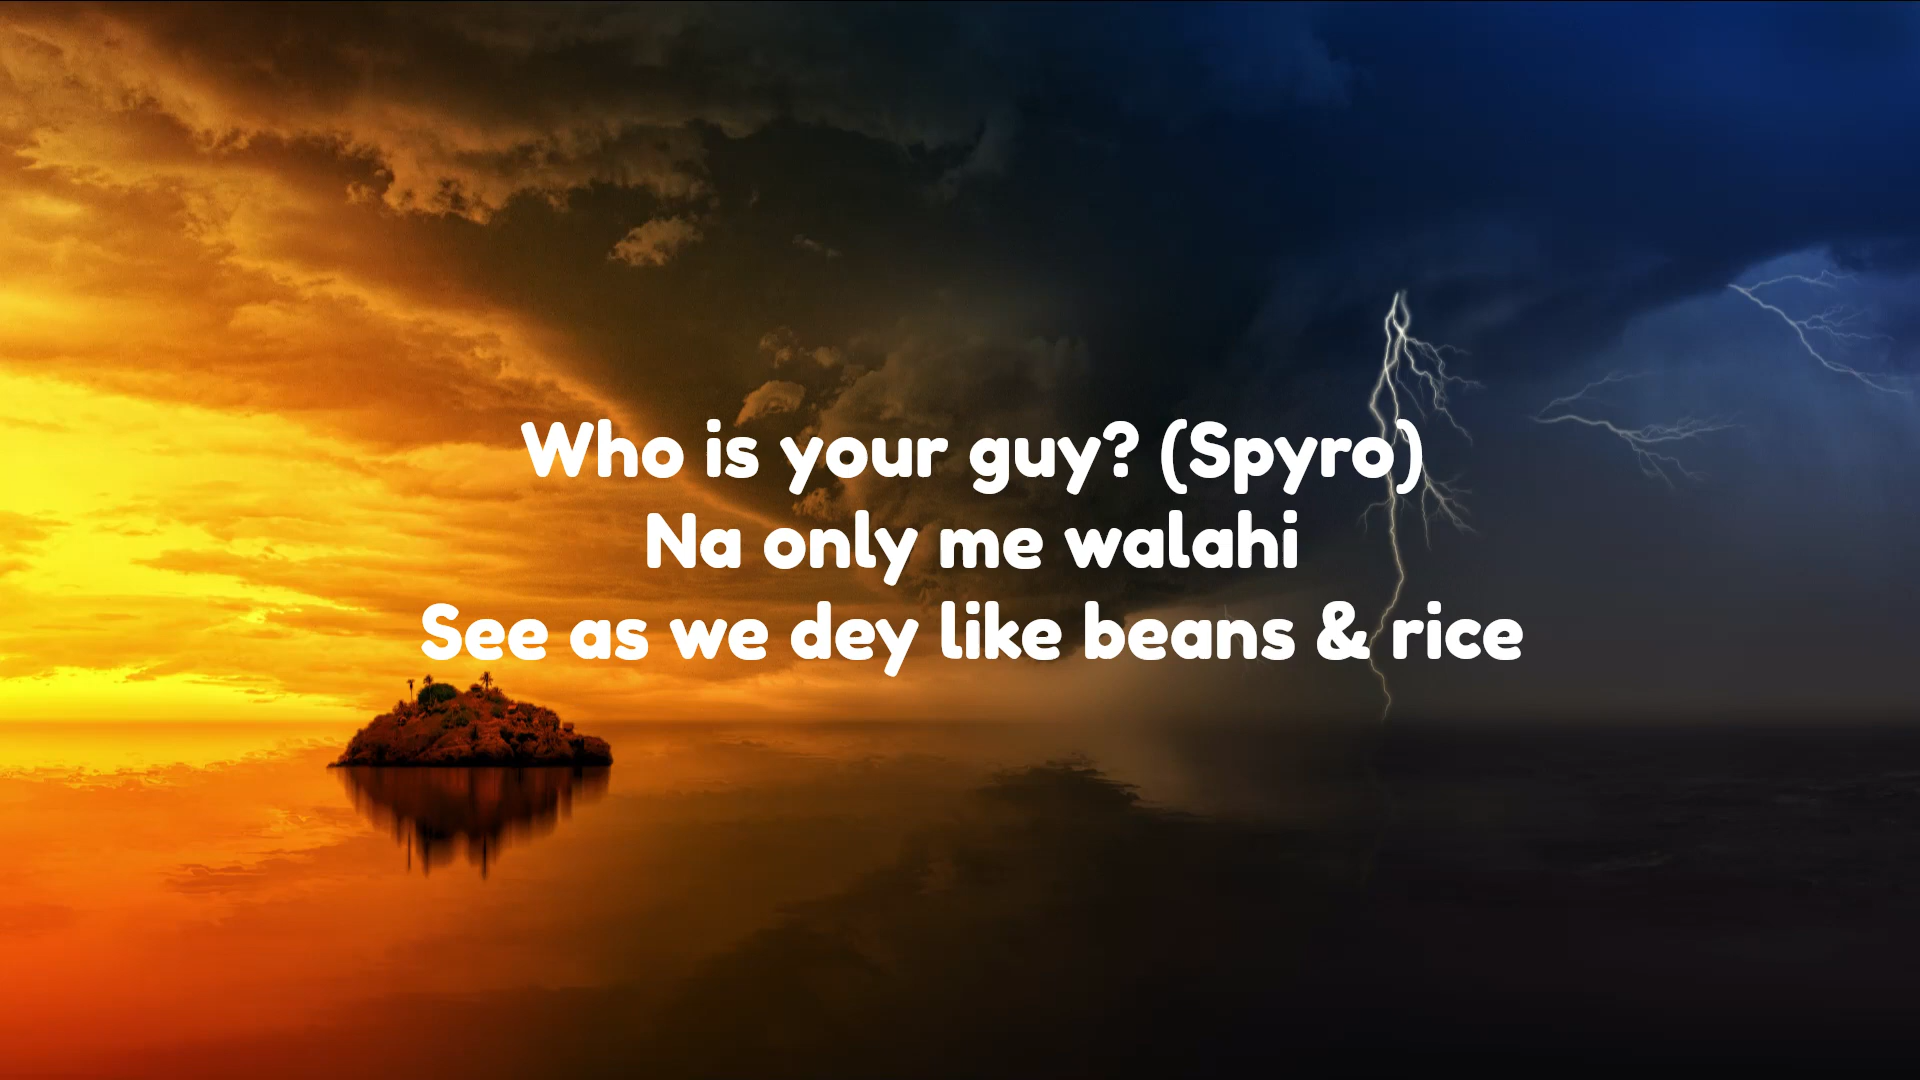 Who is your guy? (Spyro)
Na only me walahi
See as we dey like beans & rice